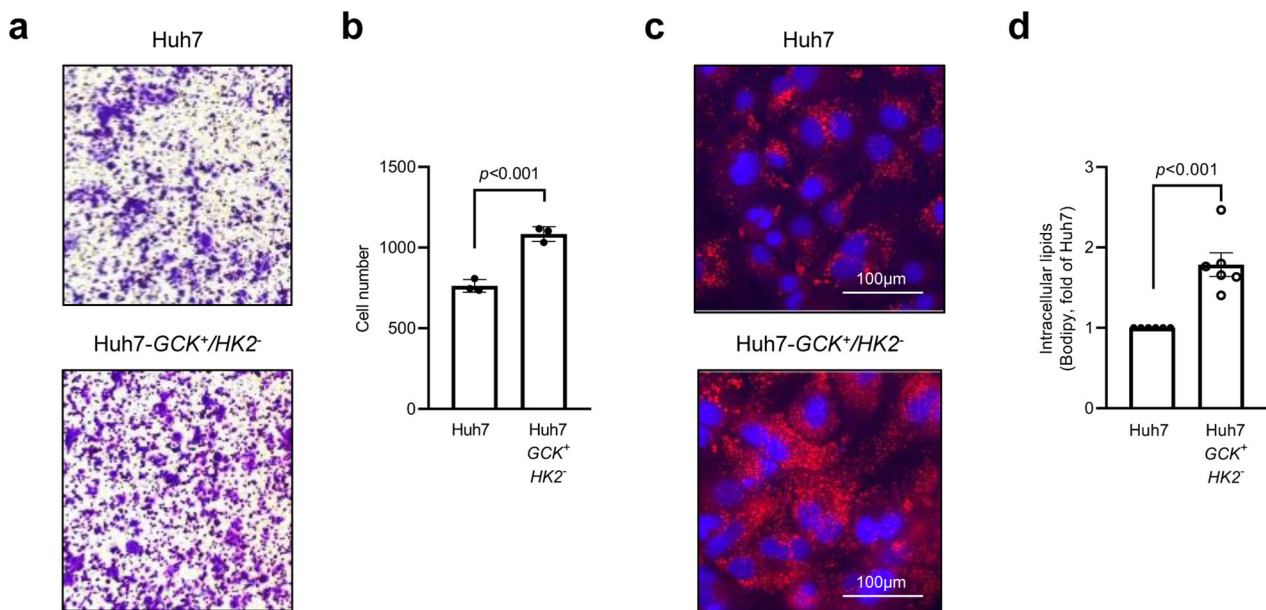 a
Huh7
Huh7-GCK⁺/HK2⁻
b
1500
1000
500
0
Cell number
p<0.001
Huh7
Huh7
GCK⁺
HK2⁻
c
Huh7
100µm
Huh7-GCK⁺/HK2⁻
100µm
d
3
2
1
0
Intracellular lipids
(Bodipy, fold of Huh7)
p<0.001
Huh7
Huh7
GCK⁺
HK2⁻